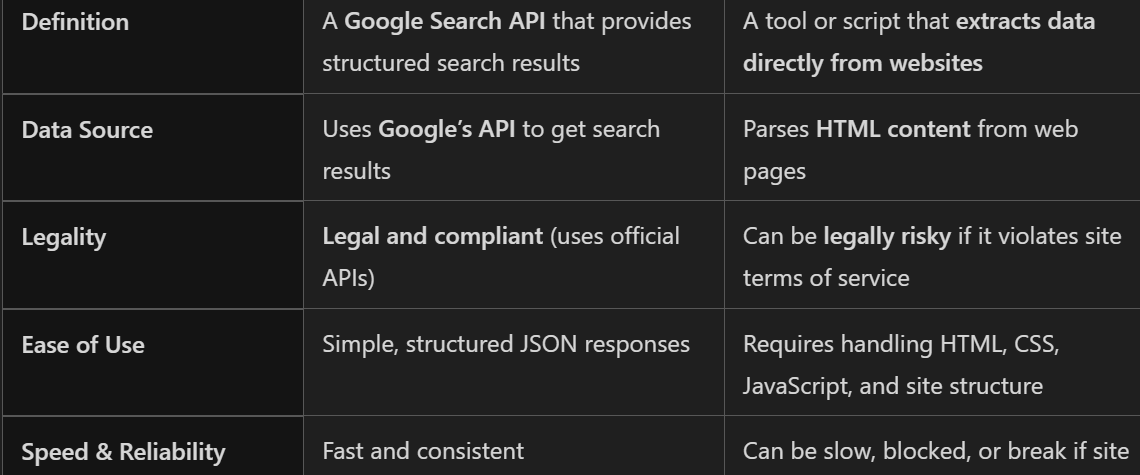 Definition
A Google Search API that provides
structured search results
A tool or script that extracts data
directly from websites
Data Source
Uses Google’s API to get search
results
Parses HTML content from web
pages
Legality
Legal and compliant (uses official
APIs)
Can be legally risky if it violates site
terms of service
Ease of Use
Simple, structured JSON responses
Requires handling HTML, CSS,
JavaScript, and site structure
Speed & Reliability
Fast and consistent
Can be slow, blocked, or break if site